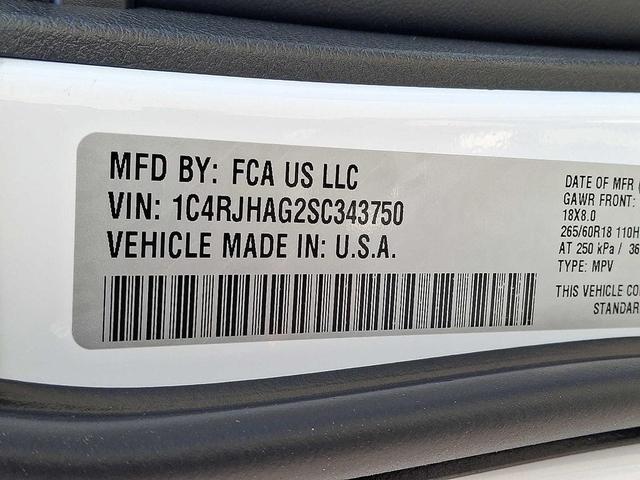 MFD BY: FCA US LLC
VIN: 1C4RJHAG2SC343750
VEHICLE MADE IN: U.S.A.
DATE OF MFR
GAWR FRONT:
18X8.0
265/60R18 110H
AT 250 kPa / 36
TYPE: MPV
THIS VEHICLE